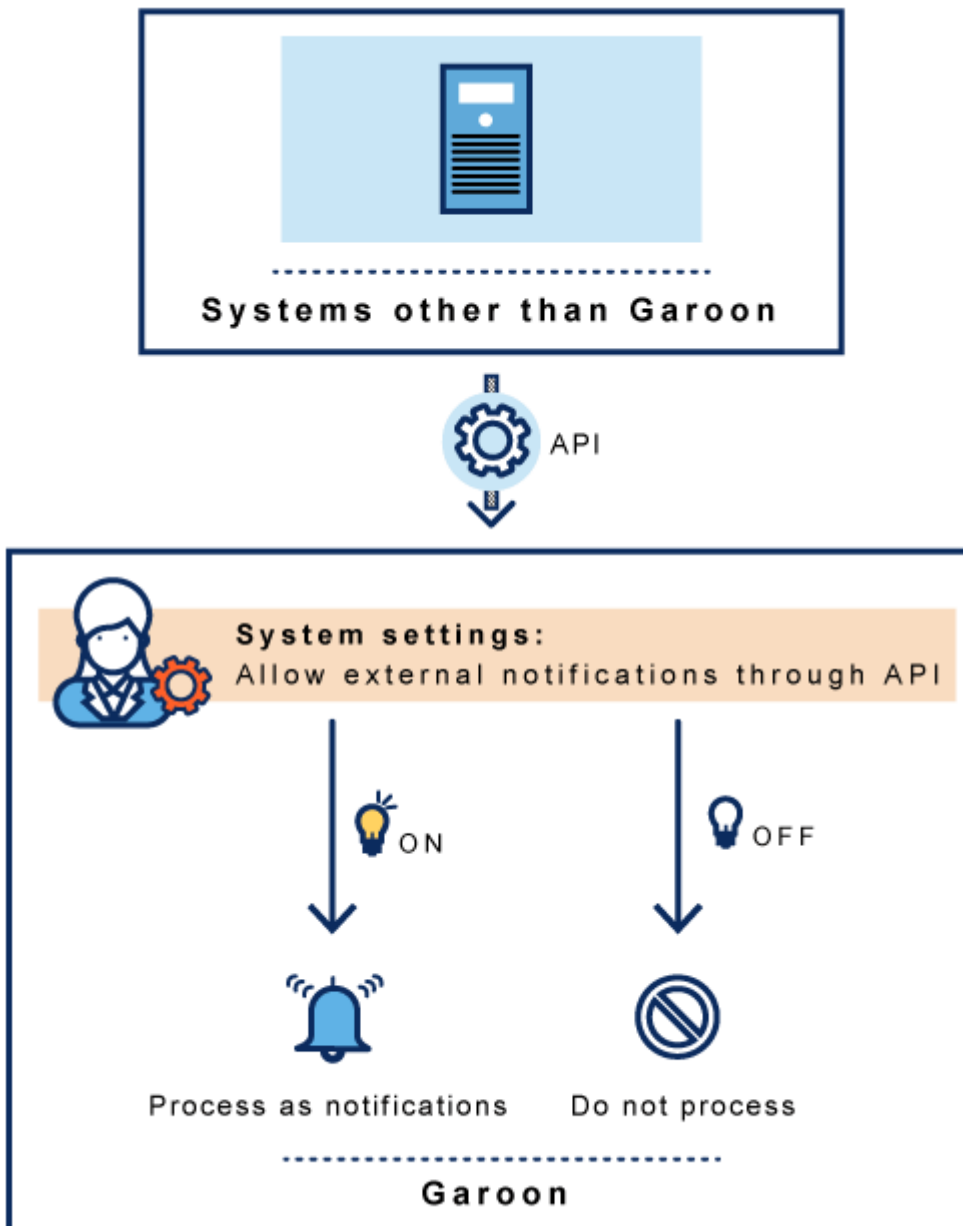 Systems other than Garoon
API
System settings:
Allow external notifications through API
ON
OFF
Process as notifications
Do not process
Garoon